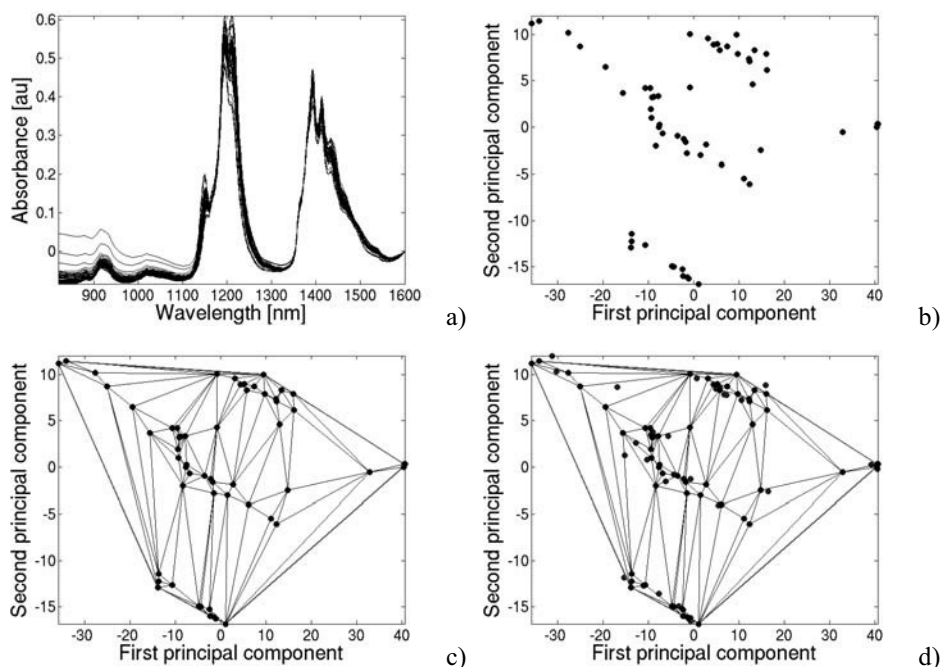 0.6
0.5
0.4
0.3
0.2
0.1
0
Absorbance [au]
900 1000 1100 1200 1300 1400 1500 1600
Wavelength [nm]
a)
10
5
0
-5
-10
-15
Second principal component
-30 -20 -10 0 10 20 30 40
First principal component
b)
10
5
0
-5
-10
-15
Second principal component
-30 -20 -10 0 10 20 30 40
First principal component
c)
10
5
0
-5
-10
-15
Second principal component
-30 -20 -10 0 10 20 30 40
First principal component
d)